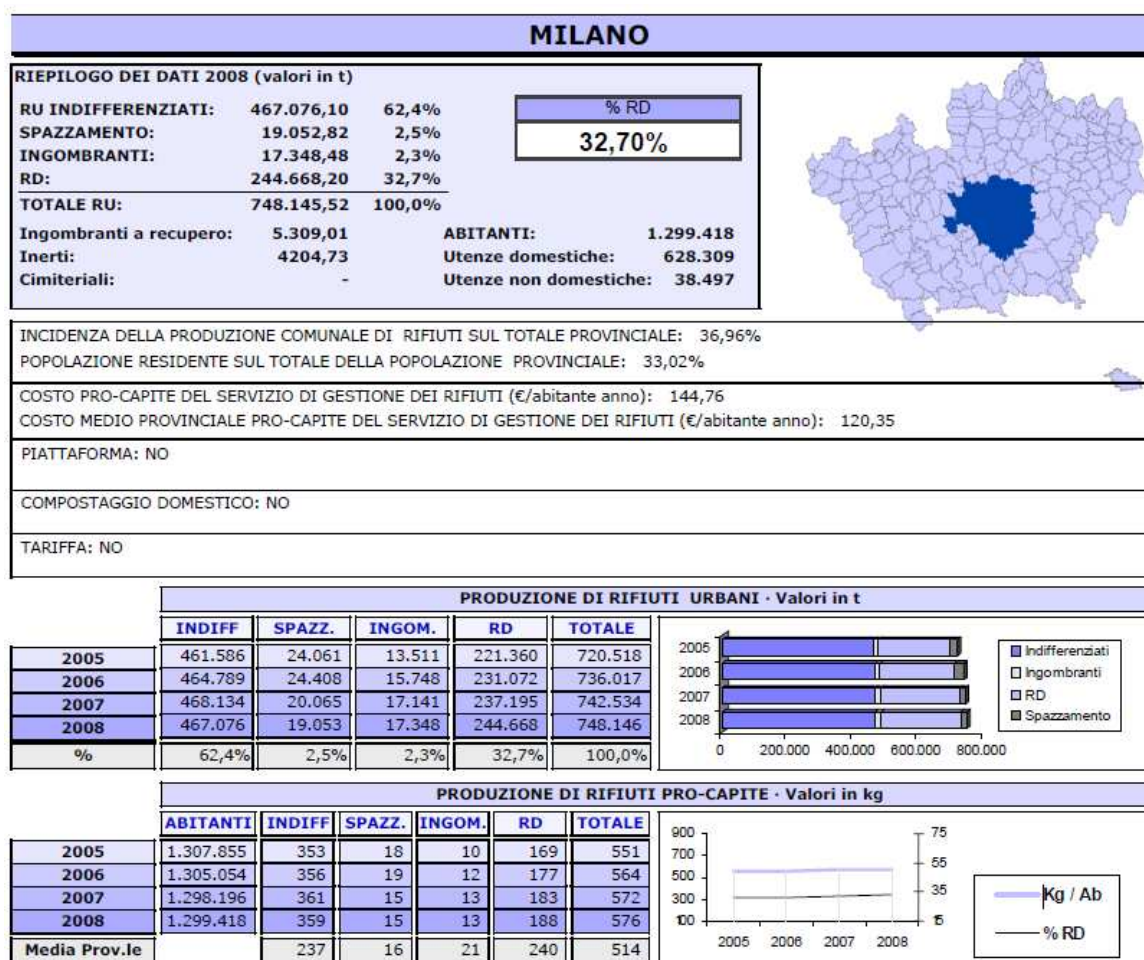 MILANO
RIEPILOGO DEI DATI 2008 (valori in t)
RU INDIFFERENZIATI: 467.076,10 62,4%
SPAZZAMENTO: 19.052,82 2,5%
INGOMBRANTI: 17.348,48 2,3%
RD: 244.668,20 32,7%
TOTALE RU: 748.145,52 100,0%
% RD
32,70%
Ingombranti a recupero: 5.309,01 ABITANTI: 1.299.418
Inerti: 4204,73 Utenze domestiche: 628.309
Cimiteriali: - Utenze non domestiche: 38.497
INCIDENZA DELLA PRODUZIONE COMUNALE DI RIFIUTI SUL TOTALE PROVINCIALE: 36,96%
POPOLAZIONE RESIDENTE SUL TOTALE DELLA POPOLAZIONE PROVINCIALE: 33,02%
COSTO PRO-CAPITE DEL SERVIZIO DI GESTIONE DEI RIFIUTI (€/abitante anno): 144,76
COSTO MEDIO PROVINCIALE PRO-CAPITE DEL SERVIZIO DI GESTIONE DEI RIFIUTI (€/abitante anno): 120,35
PIATTAFORMA: NO
COMPOSTAGGIO DOMESTICO: NO
TARIFFA: NO
PRODUZIONE DI RIFIUTI URBANI · Valori in t
INDIFF SPAZZ. INGOM. RD TOTALE
2005 461.586 24.061 13.511 221.360 720.518
2006 464.789 24.408 15.748 231.072 736.017
2007 468.134 20.065 17.141 237.195 742.534
2008 467.076 19.053 17.348 244.668 748.146
% 62,4% 2,5% 2,3% 32,7% 100,0%
2005
2006
2007
2008
0 200.000 400.000 600.000 800.000
Indifferenziati
Ingombranti
RD
Spazzamento
PRODUZIONE DI RIFIUTI PRO-CAPITE · Valori in kg
ABITANTI INDIFF SPAZZ. INGOM. RD TOTALE
2005 1.307.855 353 18 10 169 551
2006 1.305.054 356 19 12 177 564
2007 1.298.196 361 15 13 183 572
2008 1.299.418 359 15 13 188 576
Media Prov.le 237 16 21 240 514
900 75
700 55
500 35
300
100 15
2005 2006 2007 2008
Kg / Ab
% RD